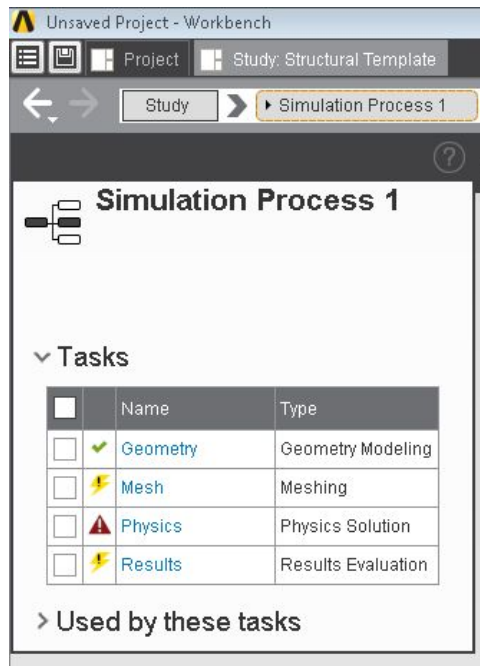 Unsaved Project - Workbench
Project Study: Structural Template
Study Simulation Process 1
?
Simulation Process 1
Tasks
Name Type
Geometry Geometry Modeling
Mesh Meshing
Physics Physics Solution
Results Results Evaluation
Used by these tasks